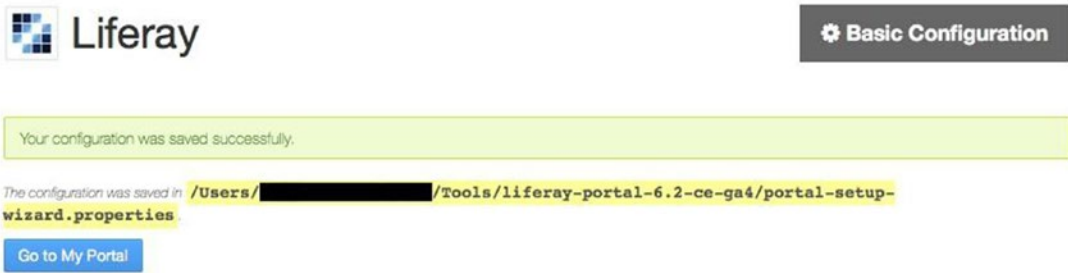 Liferay
Basic Configuration
Your configuration was saved successfully.
The configuration was saved in /Users/ /Tools/liferay-portal-6.2-ce-ga4/portal-setup-
wizard.properties.
Go to My Portal